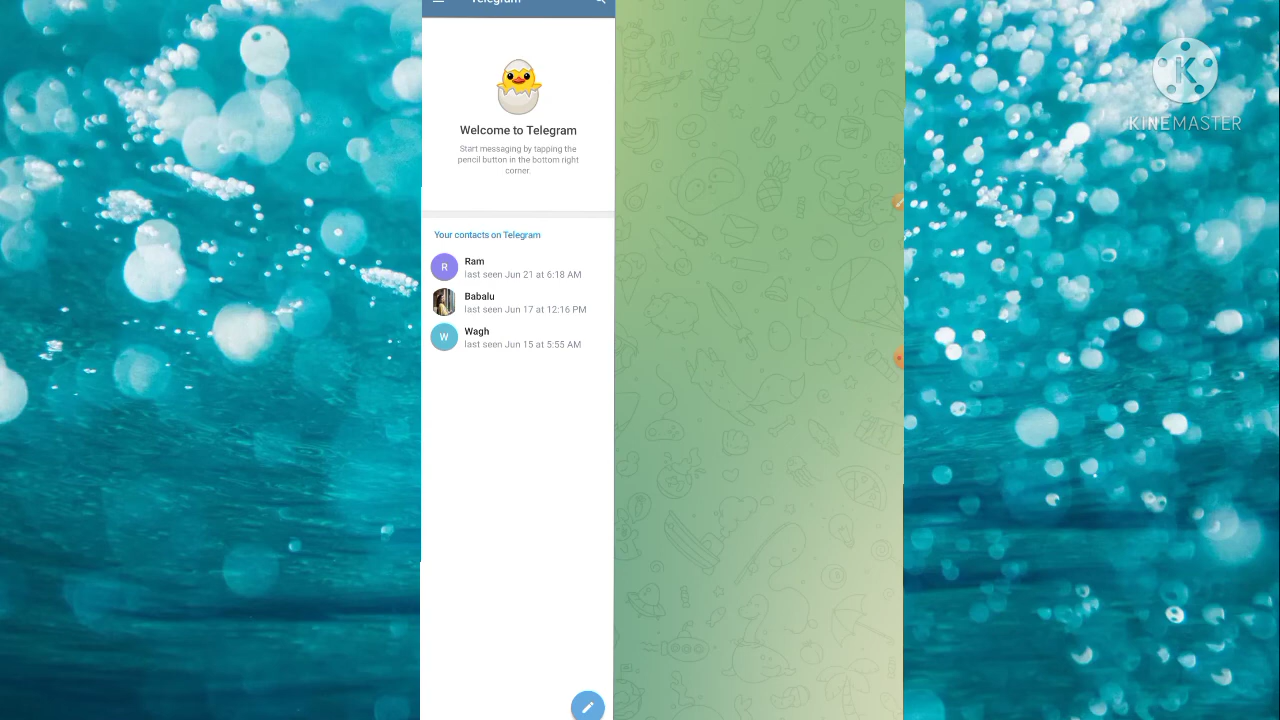 Telegram
K
KINEMASTER
Welcome to Telegram
Start messaging by tapping the
pencil button in the bottom right
corner.
Your contacts on Telegram
R
Ram
last seen Jun 21 at 6:18 AM
Babalu
last seen Jun 17 at 12:16 PM
W
Wagh
last seen Jun 15 at 5:55 AM